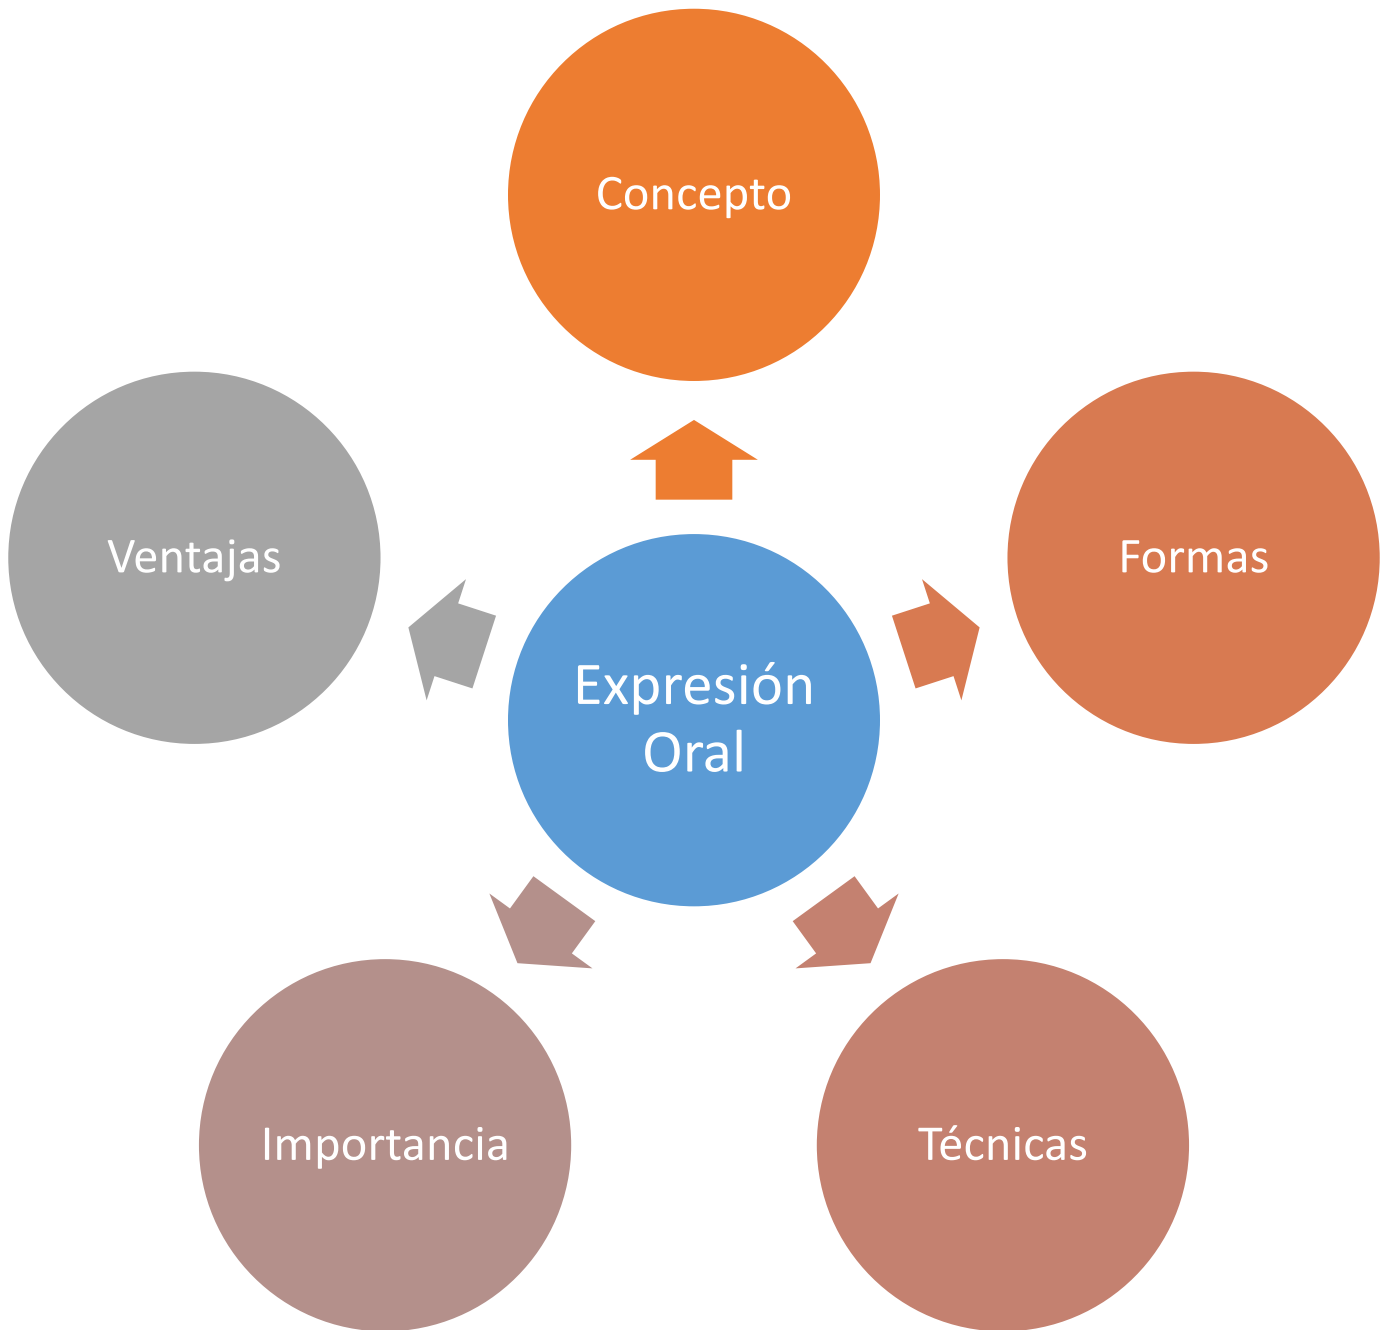 Concepto
Ventajas
Formas
Expresión
Oral
Importancia
Técnicas